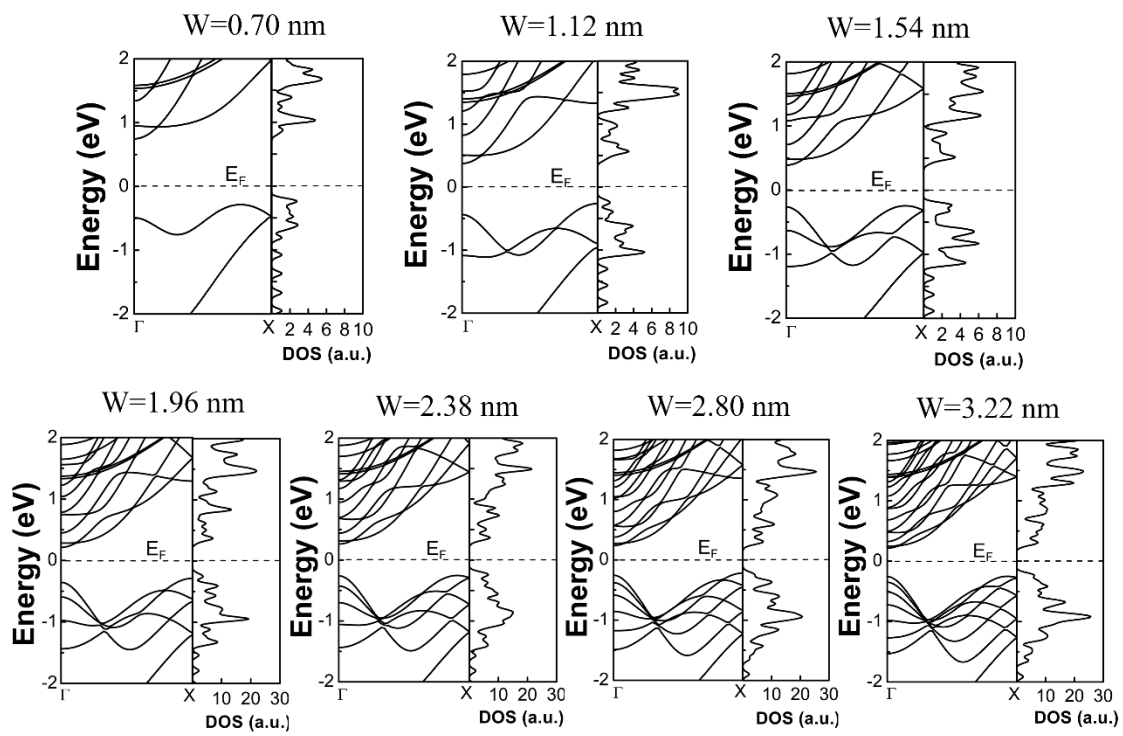 W=0.70 nm
W=1.12 nm
W=1.54 nm
Energy (eV)
2
1
0
-1
-2
E_F
Γ
X
2 4 6 8 10
DOS (a.u.)
Energy (eV)
2
1
0
-1
-2
E_F
Γ
X
2 4 6 8 10
DOS (a.u.)
Energy (eV)
2
1
0
-1
-2
E_F
Γ
X
2 4 6 8 10
DOS (a.u.)
W=1.96 nm
W=2.38 nm
W=2.80 nm
W=3.22 nm
Energy (eV)
2
1
0
-1
-2
E_F
Γ
X
10 20 30
DOS (a.u.)
Energy (eV)
2
1
0
-1
-2
E_F
Γ
X
10 20 30
DOS (a.u.)
Energy (eV)
2
1
0
-1
-2
E_F
Γ
X
10 20 30
DOS (a.u.)
Energy (eV)
2
1
0
-1
-2
E_F
Γ
X
10 20 30
DOS (a.u.)